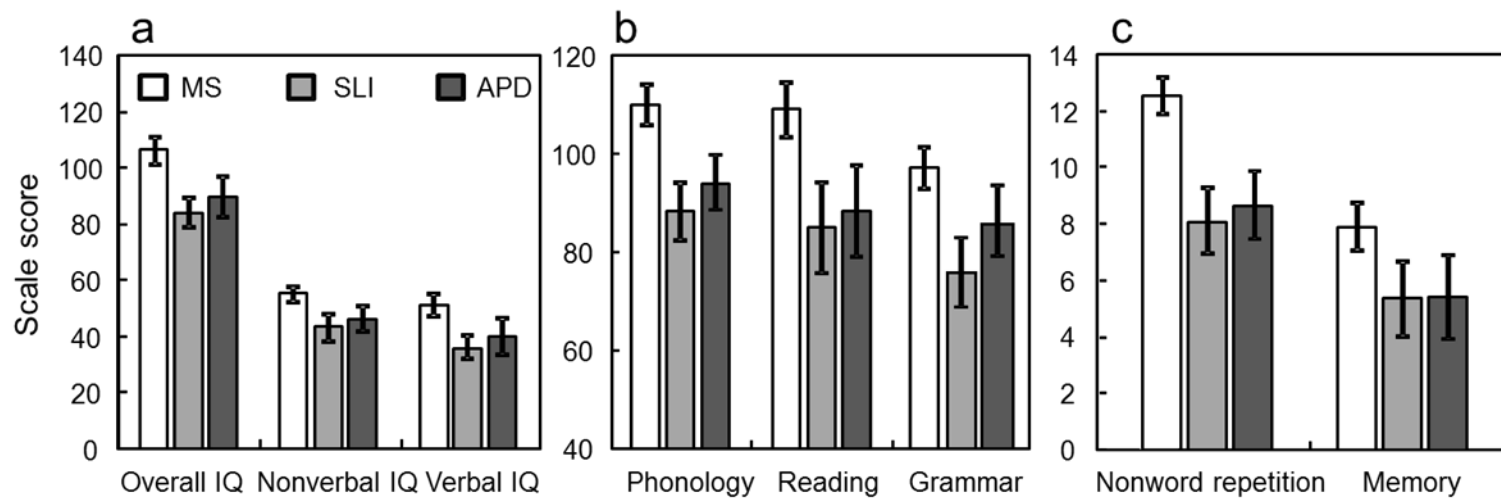 a
b
c
Scale score
140
120
100
80
60
40
20
0
MS SLI APD
Overall IQ Nonverbal IQ Verbal IQ
120
100
80
60
40
Phonology Reading Grammar
14
12
10
8
6
4
2
0
Nonword repetition Memory